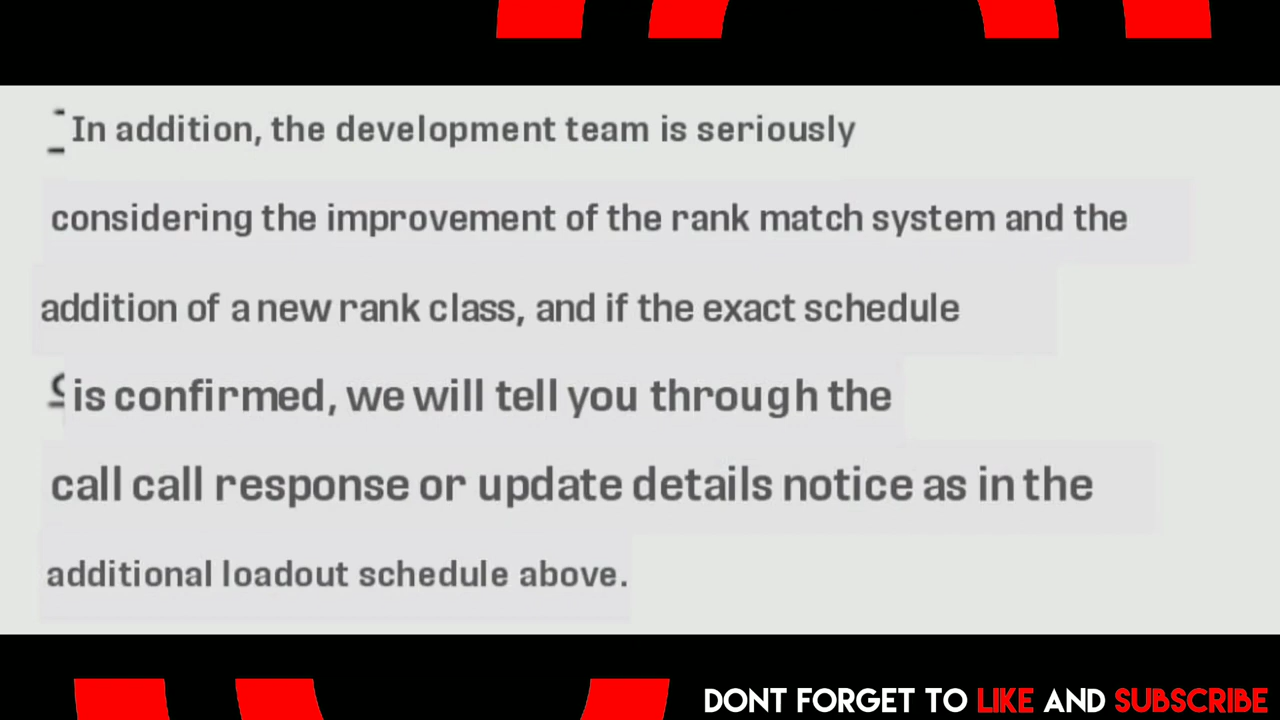 In addition, the development team is seriously
considering the improvement of the rank match system and the
addition of a new rank class, and if the exact schedule
is confirmed, we will tell you through the
call call response or update details notice as in the
additional loadout schedule above.
DONT FORGET TO LIKE AND SUBSCRIBE